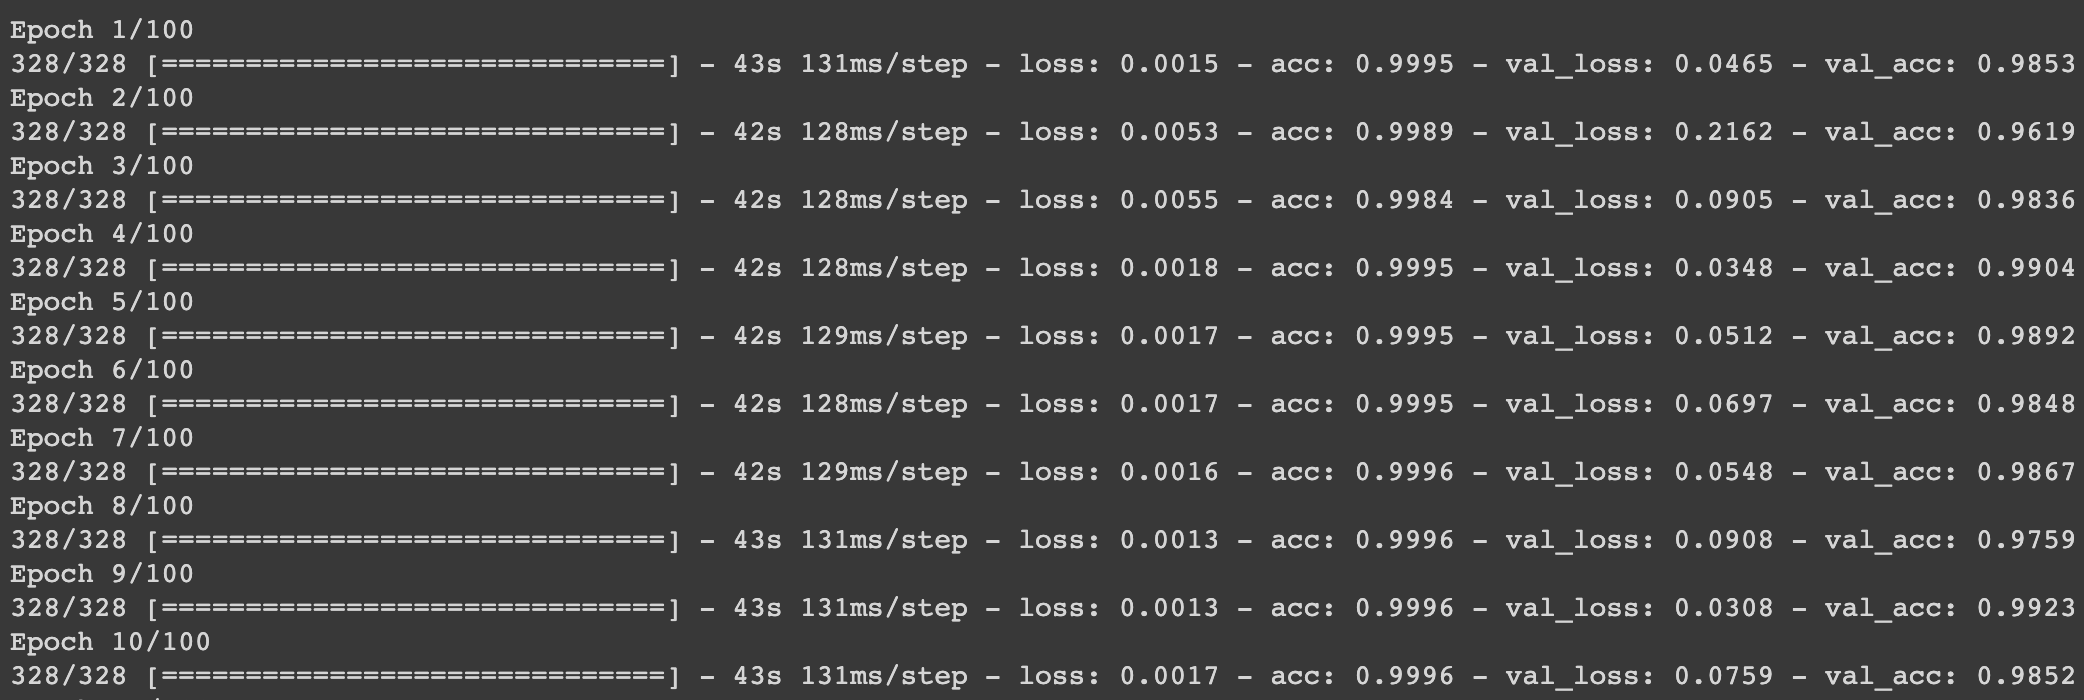 Epoch 1/100
328/328 [==============================] - 43s 131ms/step - loss: 0.0015 - acc: 0.9995 - val_loss: 0.0465 - val_acc: 0.9853
Epoch 2/100
328/328 [==============================] - 42s 128ms/step - loss: 0.0053 - acc: 0.9989 - val_loss: 0.2162 - val_acc: 0.9619
Epoch 3/100
328/328 [==============================] - 42s 128ms/step - loss: 0.0055 - acc: 0.9984 - val_loss: 0.0905 - val_acc: 0.9836
Epoch 4/100
328/328 [==============================] - 42s 128ms/step - loss: 0.0018 - acc: 0.9995 - val_loss: 0.0348 - val_acc: 0.9904
Epoch 5/100
328/328 [==============================] - 42s 129ms/step - loss: 0.0017 - acc: 0.9995 - val_loss: 0.0512 - val_acc: 0.9892
Epoch 6/100
328/328 [==============================] - 42s 128ms/step - loss: 0.0017 - acc: 0.9995 - val_loss: 0.0697 - val_acc: 0.9848
Epoch 7/100
328/328 [==============================] - 42s 129ms/step - loss: 0.0016 - acc: 0.9996 - val_loss: 0.0548 - val_acc: 0.9867
Epoch 8/100
328/328 [==============================] - 43s 131ms/step - loss: 0.0013 - acc: 0.9996 - val_loss: 0.0908 - val_acc: 0.9759
Epoch 9/100
328/328 [==============================] - 43s 131ms/step - loss: 0.0013 - acc: 0.9996 - val_loss: 0.0308 - val_acc: 0.9923
Epoch 10/100
328/328 [==============================] - 43s 131ms/step - loss: 0.0017 - acc: 0.9996 - val_loss: 0.0759 - val_acc: 0.9852